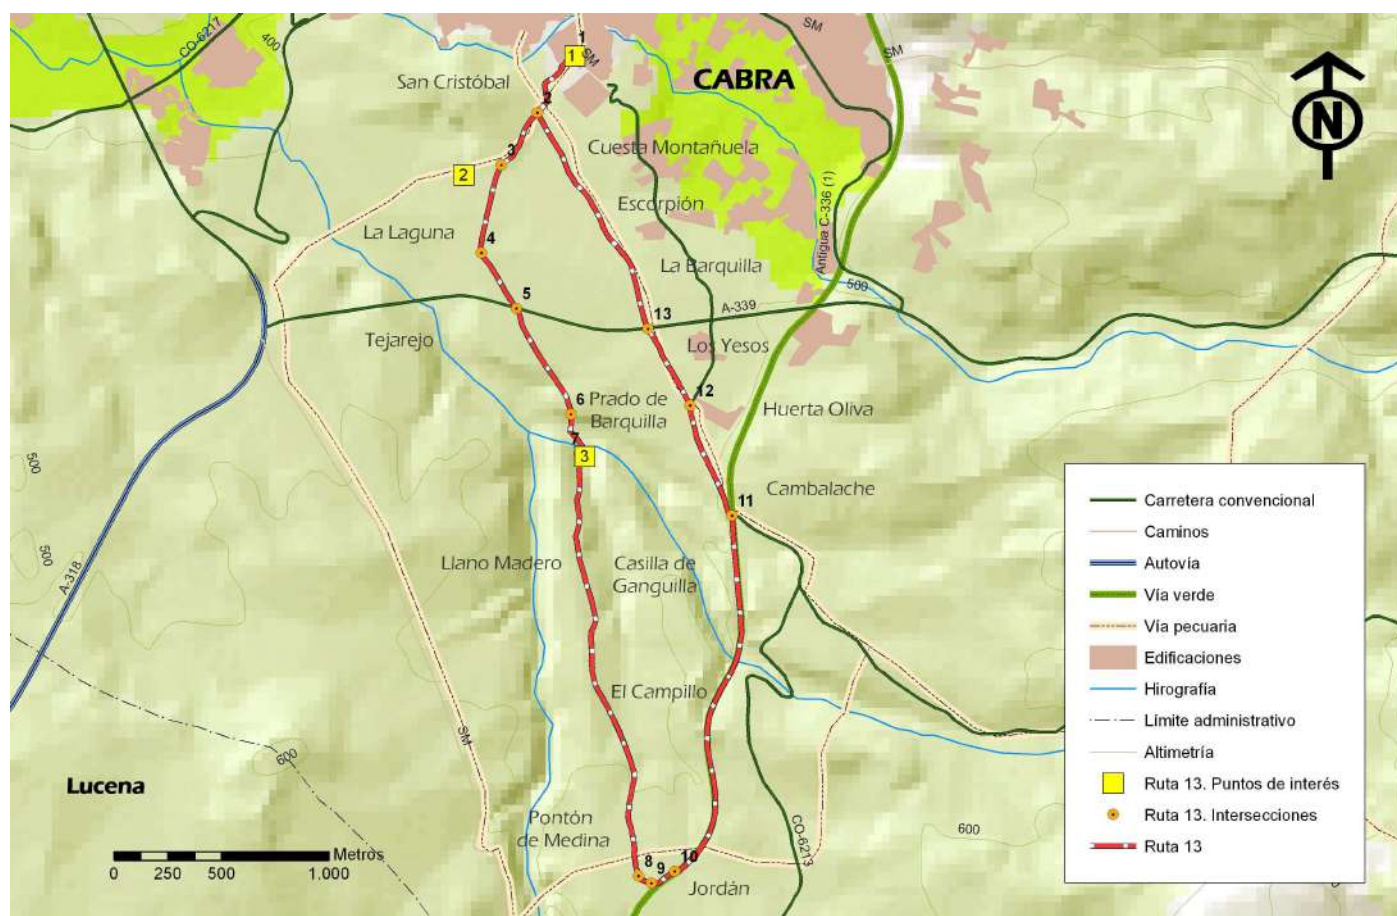 CO-6217
400
SM
1
1
SM
SM
San Cristóbal
CABRA
N
2
Cuesta Montañuela
3
2
Escorpión
Antigua C-336 (1)
La Laguna
4
La Barquilla
500
5
A-339
13
Tejarejo
Los Yesos
12
6
Prado de
Barquilla
Huerta Oliva
7
3
500
Cambalache
11
500
A-318
Llano Madero
Casilla de
Ganguilla
El Campillo
SM
600
Lucena
Pontón
de Medina
CO-6213
600
8
9
10
Jordán
Metros
0 250 500 1.000
Carretera convencional
Caminos
Autovía
Vía verde
Vía pecuaria
Edificaciones
Hirografía
Límite administrativo
Altimetría
Ruta 13. Puntos de interés
Ruta 13. Intersecciones
Ruta 13